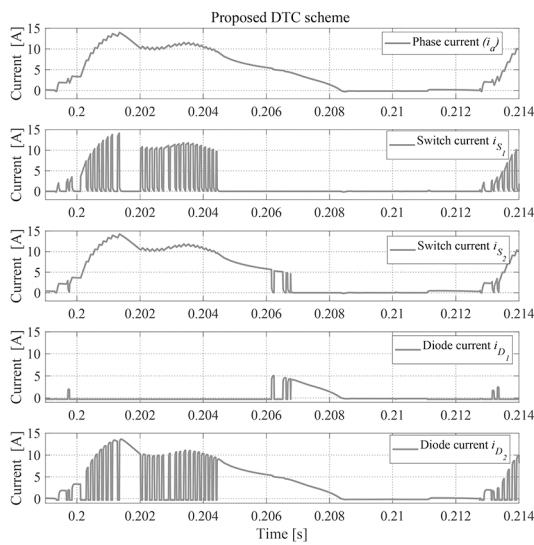 Proposed DTC scheme
Current [A]
15
10
5
0
Phase current (i_a)
0.2 0.202 0.204 0.206 0.208 0.21 0.212 0.214
Current [A]
15
10
5
0
Switch current i_S_1
0.2 0.202 0.204 0.206 0.208 0.21 0.212 0.214
Current [A]
15
10
5
0
Switch current i_S_2
0.2 0.202 0.204 0.206 0.208 0.21 0.212 0.214
Current [A]
15
10
5
0
Diode current i_D_1
0.2 0.202 0.204 0.206 0.208 0.21 0.212 0.214
Current [A]
15
10
5
0
Diode current i_D_2
0.2 0.202 0.204 0.206 0.208 0.21 0.212 0.214
Time [s]